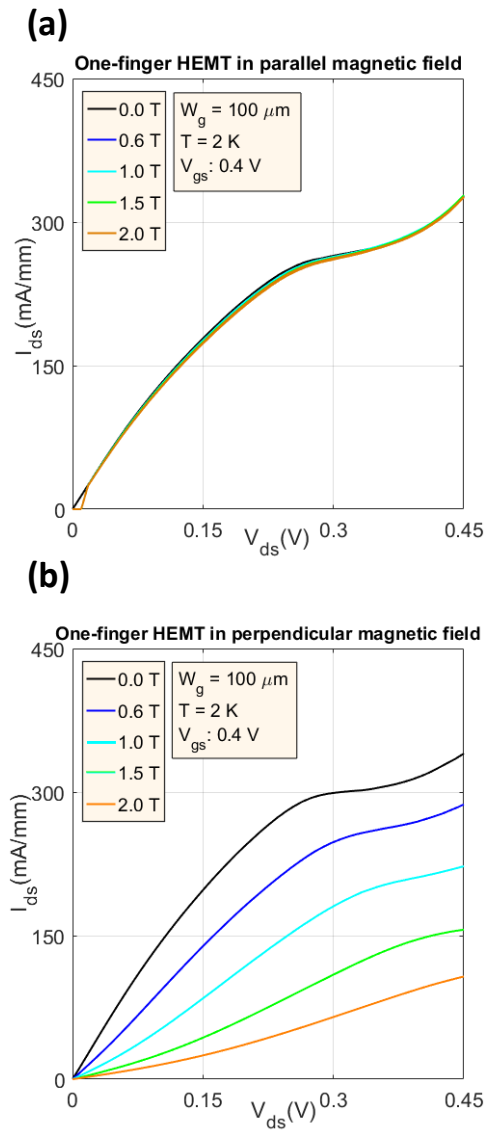 (a)
One-finger HEMT in parallel magnetic field
450
300
150
0
I_ds(mA/mm)
0.0 T
0.6 T
1.0 T
1.5 T
2.0 T
W_g = 100 μm
T = 2 K
V_gs: 0.4 V
0 0.15 0.3 0.45
V_ds(V)
(b)
One-finger HEMT in perpendicular magnetic field
450
300
150
0
I_ds(mA/mm)
0.0 T
0.6 T
1.0 T
1.5 T
2.0 T
W_g = 100 μm
T = 2 K
V_gs: 0.4 V
0 0.15 0.3 0.45
V_ds(V)